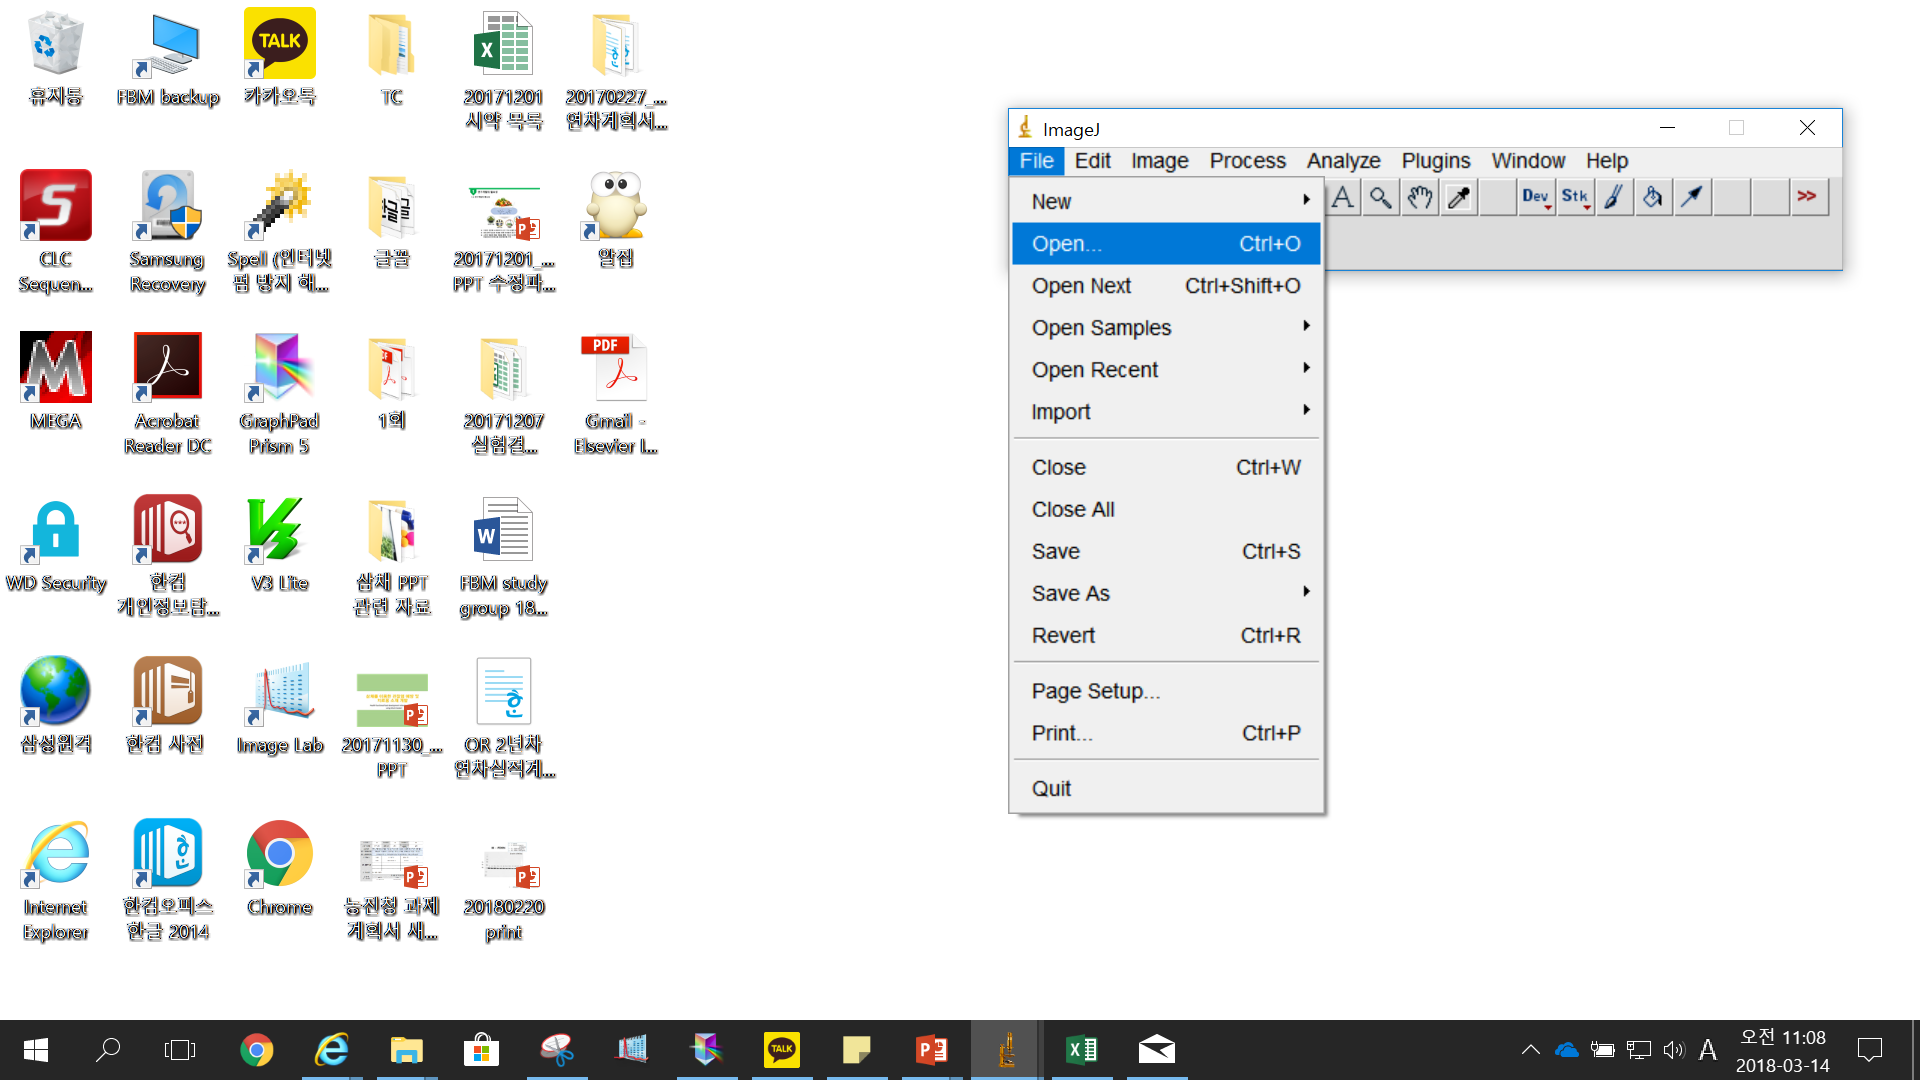 휴지통
FBM backup
TALK
카카오톡
TC
20171201
시약 목록
20170227_...
연차계획서...
CLC
Sequen...
Samsung
Recovery
Spell (인터넷
펌 방지 해...
글꼴
20171201_...
PPT 수정파...
알집
MEGA
Acrobat
Reader DC
GraphPad
Prism 5
1회
20171207
실험결...
PDF
Gmail -
Elsevier I...
WD Security
한컴
개인정보탐...
V3 Lite
삼채 PPT
관련 자료
FBM study
group 18...
삼성원격
한컴 사전
Image Lab
20171130_...
PPT
OR 2년차
연차실적계...
Internet
Explorer
한컴오피스
한글 2014
Chrome
능진청 과제
계획서 새...
20180220
print
ImageJ
File Edit Image Process Analyze Plugins Window Help
A Dev Stk >>
New
Open... Ctrl+O
Open Next Ctrl+Shift+O
Open Samples
Open Recent
Import
Close Ctrl+W
Close All
Save Ctrl+S
Save As
Revert Ctrl+R
Page Setup...
Print... Ctrl+P
Quit
TALK
A
오전 11:08
2018-03-14